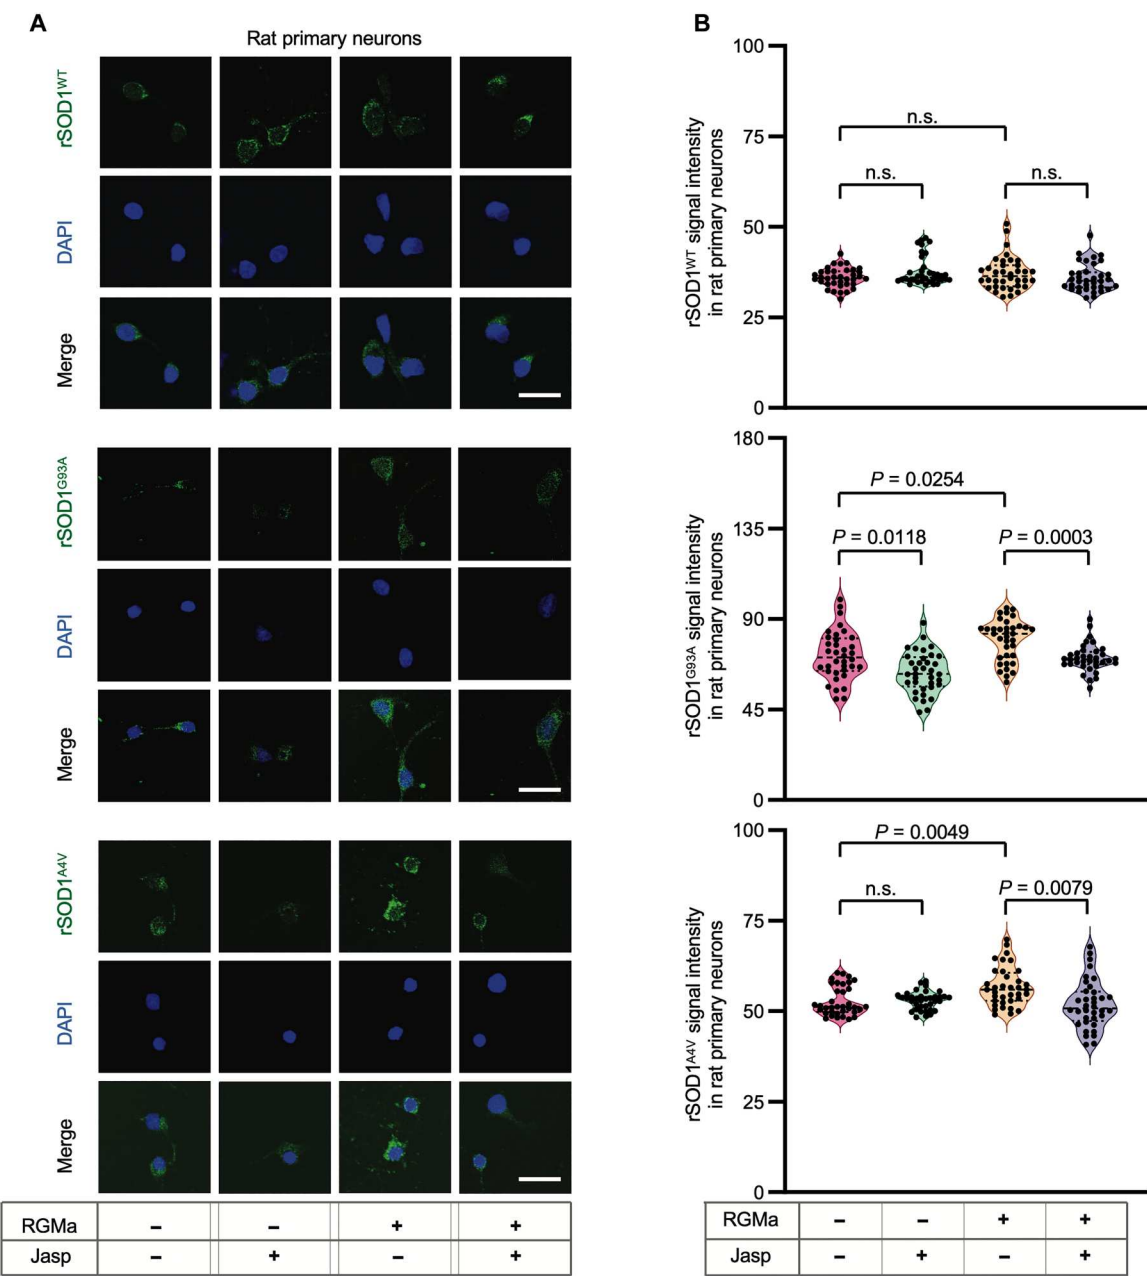 A
Rat primary neurons
rSOD1WT
DAPI
Merge
rSOD1G93A
DAPI
Merge
rSOD1A4V
DAPI
Merge
RGMa – – + +
Jasp – + – +
B
rSOD1WT signal intensity
in rat primary neurons
100
75
50
25
0
n.s.
n.s.
n.s.
rSOD1G93A signal intensity
in rat primary neurons
180
135
90
45
0
P = 0.0254
P = 0.0118
P = 0.0003
rSOD1A4V signal intensity
in rat primary neurons
100
75
50
25
0
P = 0.0049
n.s.
P = 0.0079
RGMa – – + +
Jasp – + – +